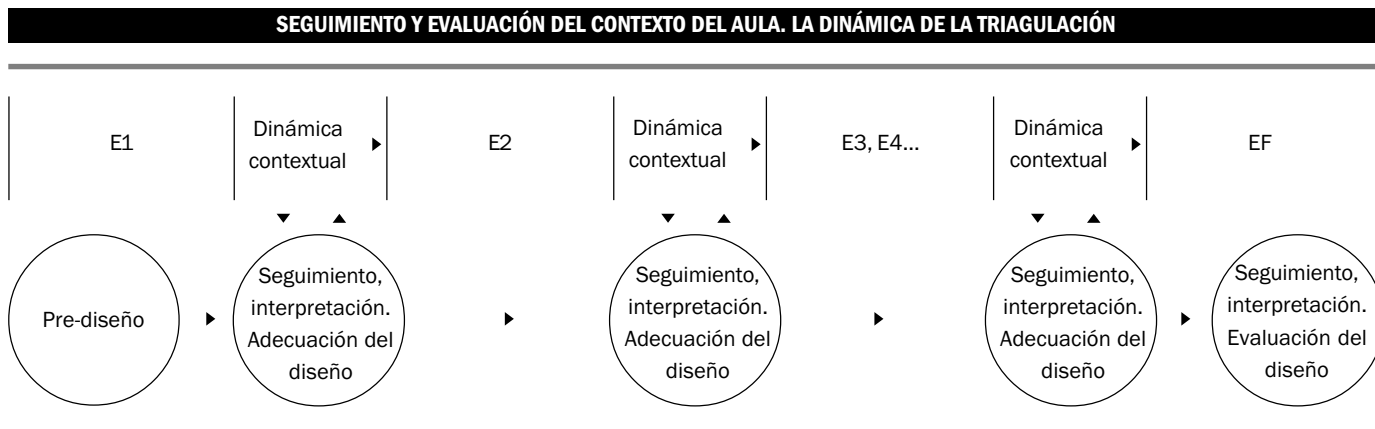 SEGUIMIENTO Y EVALUACIÓN DEL CONTEXTO DEL AULA. LA DINÁMICA DE LA TRIAGULACIÓN
E1
Dinámica
contextual
E2
Dinámica
contextual
E3, E4...
Dinámica
contextual
EF
Pre-diseño
Seguimiento,
interpretación.
Adecuación del
diseño
Seguimiento,
interpretación.
Adecuación del
diseño
Seguimiento,
interpretación.
Adecuación del
diseño
Seguimiento,
interpretación.
Evaluación del
diseño